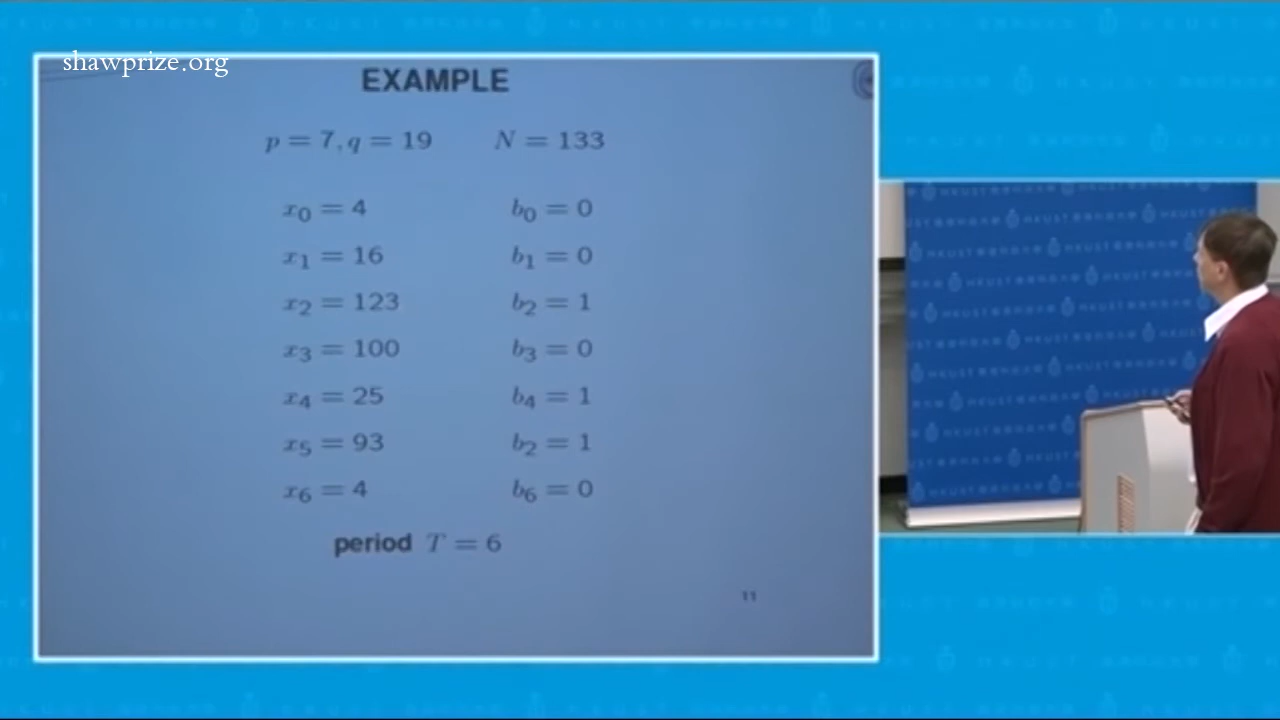 shawprize.org
EXAMPLE
p = 7, q = 19 N = 133
x₀ = 4 b₀ = 0
x₁ = 16 b₁ = 0
x₂ = 123 b₂ = 1
x₃ = 100 b₃ = 0
x₄ = 25 b₄ = 1
x₅ = 93 b₂ = 1
x₆ = 4 b₆ = 0
period T = 6
11
HKUST